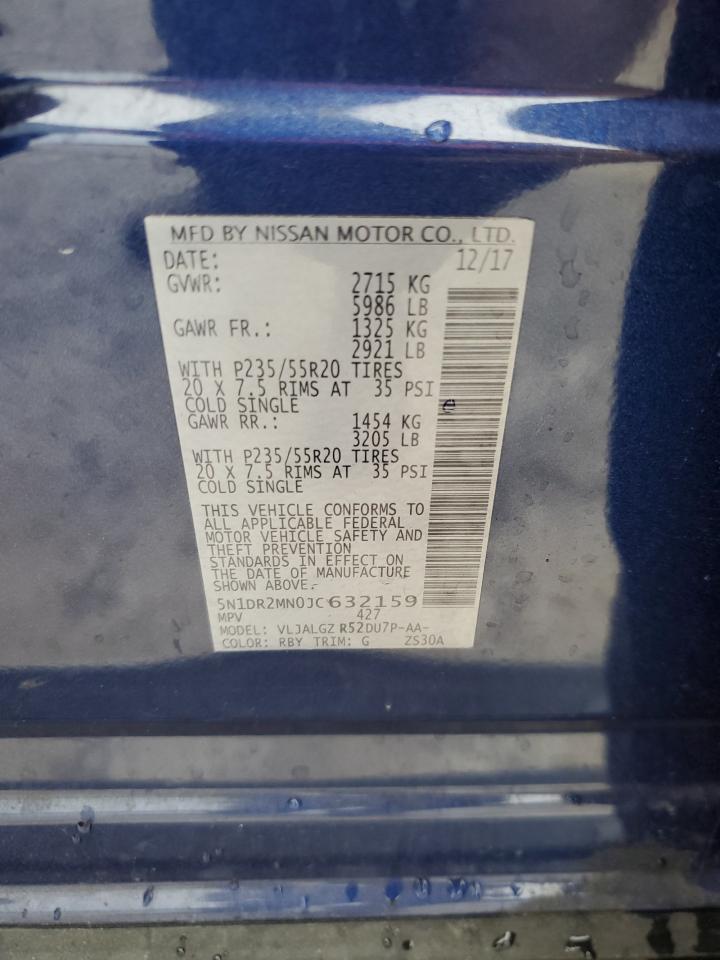 MFD BY NISSAN MOTOR CO., LTD.
DATE: 12/17
GVWR: 2715 KG
5986 LB
GAWR FR.: 1325 KG
2921 LB
WITH P235/55R20 TIRES
20 X 7.5 RIMS AT 35 PSI
COLD SINGLE
GAWR RR.: 1454 KG
3205 LB
WITH P235/55R20 TIRES
20 X 7.5 RIMS AT 35 PSI
COLD SINGLE
THIS VEHICLE CONFORMS TO
ALL APPLICABLE FEDERAL
MOTOR VEHICLE SAFETY AND
THEFT PREVENTION
STANDARDS IN EFFECT ON
THE DATE OF MANUFACTURE
SHOWN ABOVE.
5N1DR2MN0JC632159
MPV 427
MODEL: VLJALGZ R52DU7P-AA-
COLOR: RBY TRIM: G ZS30A